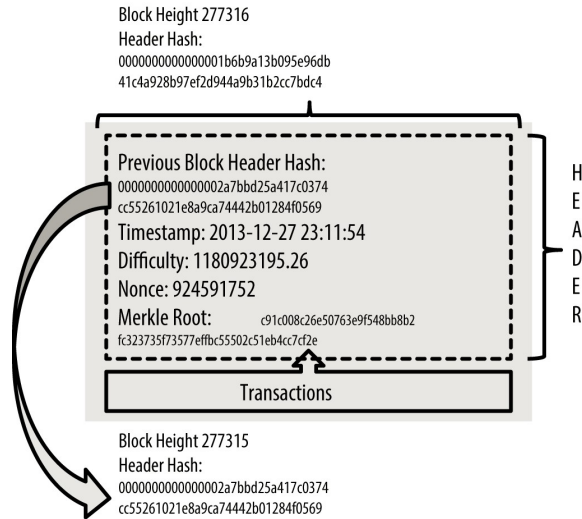 Block Height 277316
Header Hash:
0000000000000001b6b9a13b095e96db
41c4a928b97ef2d944a9b31b2cc7bdc4
Previous Block Header Hash:
0000000000000002a7bbd25a417c0374
cc55261021e8a9ca74442b01284f0569
Timestamp: 2013-12-27 23:11:54
Difficulty: 1180923195.26
Nonce: 924591752
Merkle Root: c91c008c26e50763e9f548bb8b2
fc323735f73577effbc55502c51eb4cc7cf2e
HEADER
Transactions
Block Height 277315
Header Hash:
0000000000000002a7bbd25a417c0374
cc55261021e8a9ca74442b01284f0569